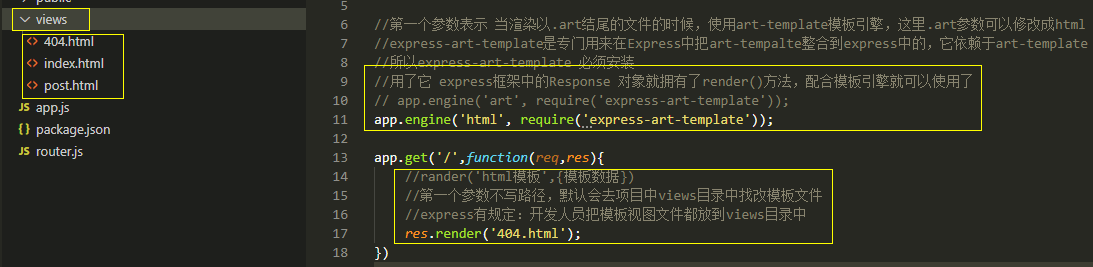 views
404.html
index.html
post.html
app.js
package.json
router.js
5
6 //第一个参数表示 当渲染以.art结尾的文件的时候，使用art-template模板引擎，这里.art参数可以修改成html
7 //express-art-template是专门用来在Express中把art-tempalte整合到express中的，它依赖于art-template
8 //所以express-art-template 必须安装
9 //用了它 express框架中的Response 对象就拥有了render()方法，配合模板引擎就可以使用了
10 // app.engine('art', require('express-art-template'));
11 app.engine('html', require('express-art-template'));
12
13 app.get('/',function(req,res){
14 //rander('html模板',{模板数据})
15 //第一个参数不写路径，默认会去项目中views目录中找改模板文件
16 //express有规定：开发人员把模板视图文件都放到views目录中
17 res.render('404.html');
18 })